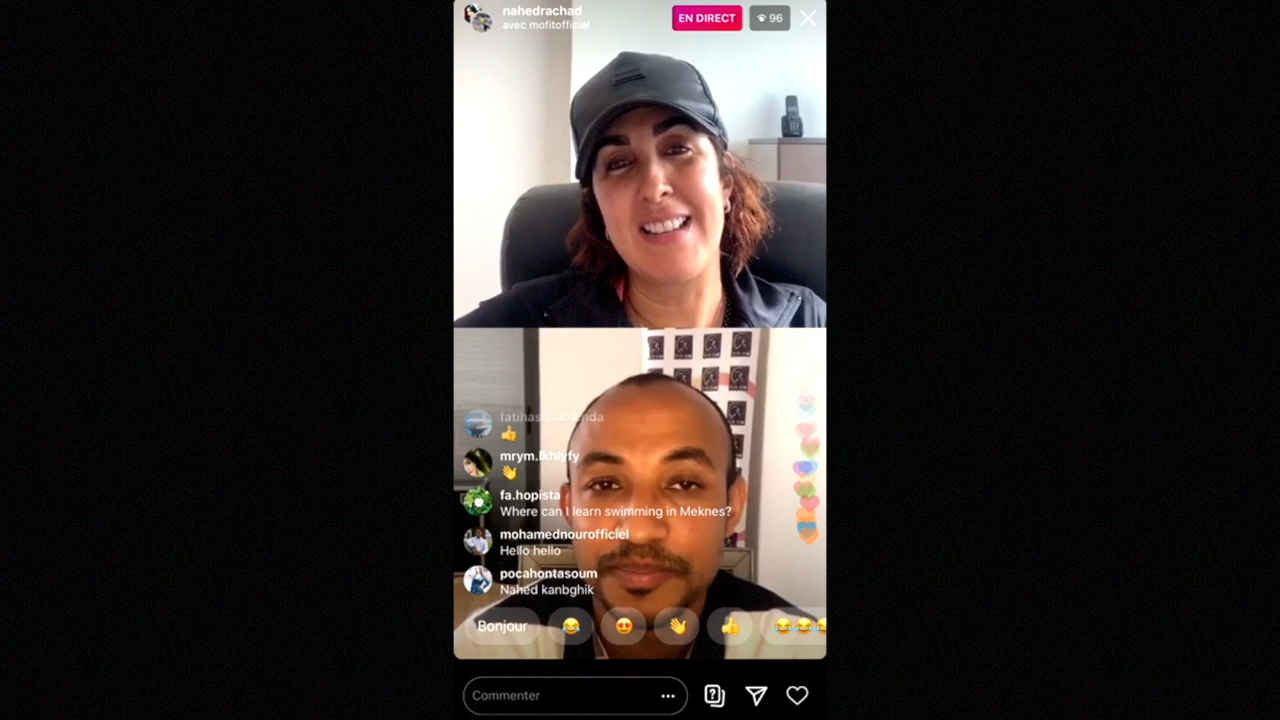 nahedrachad
avec mofitofficiel
EN DIRECT
96
👍
mrym.lkhlyfy
👋
fa.hopista
Where can I learn swimming in Meknes?
mohamednourofficiel
Hello hello
pocahontasoum
Nahed kanbghik
Bonjour 😂 😍 👋 👍 😂😂😂
Commenter